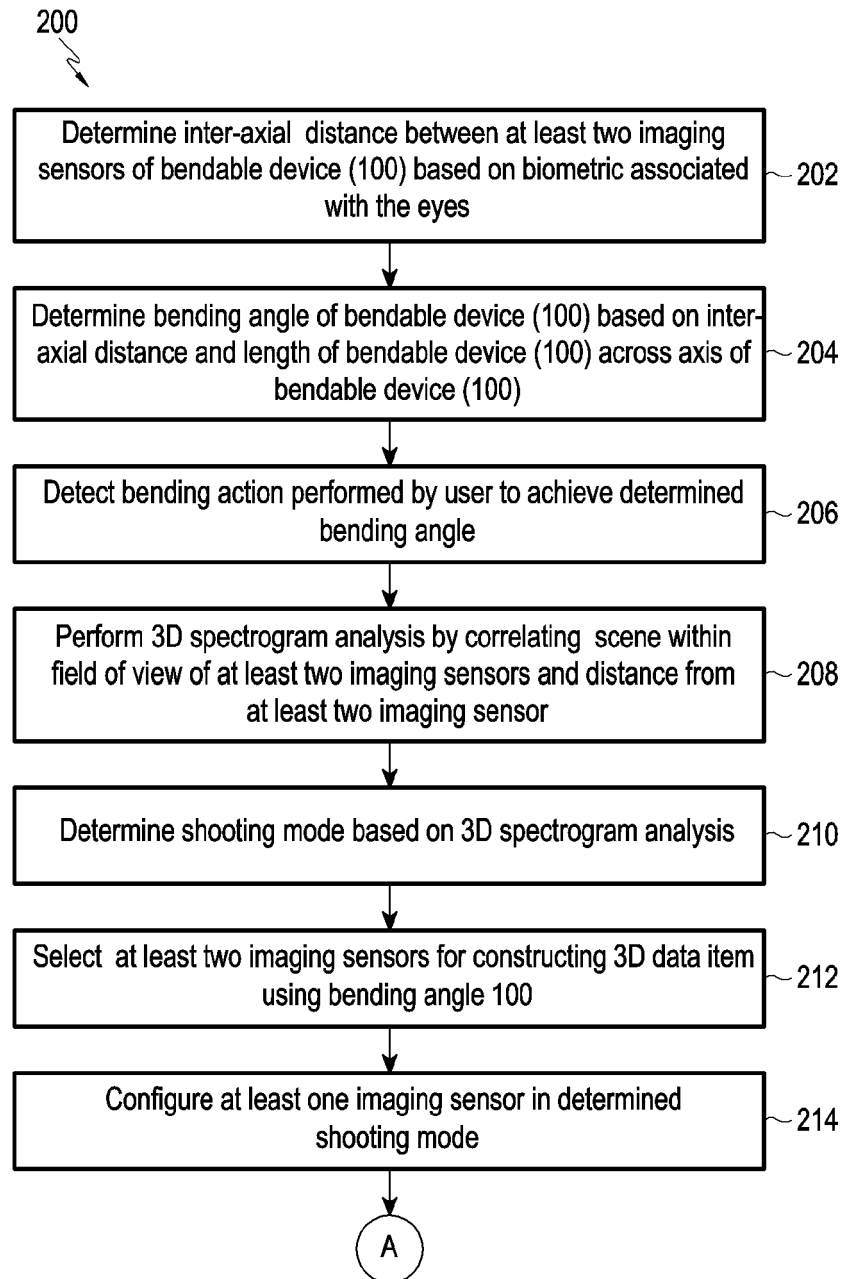 200
Determine inter-axial distance between at least two imaging
sensors of bendable device (100) based on biometric associated
with the eyes
202
Determine bending angle of bendable device (100) based on inter-
axial distance and length of bendable device (100) across axis of
bendable device (100)
204
Detect bending action performed by user to achieve determined
bending angle
206
Perform 3D spectrogram analysis by correlating scene within
field of view of at least two imaging sensors and distance from
at least two imaging sensor
208
Determine shooting mode based on 3D spectrogram analysis
210
Select at least two imaging sensors for constructing 3D data item
using bending angle 100
212
Configure at least one imaging sensor in determined
shooting mode
214
A